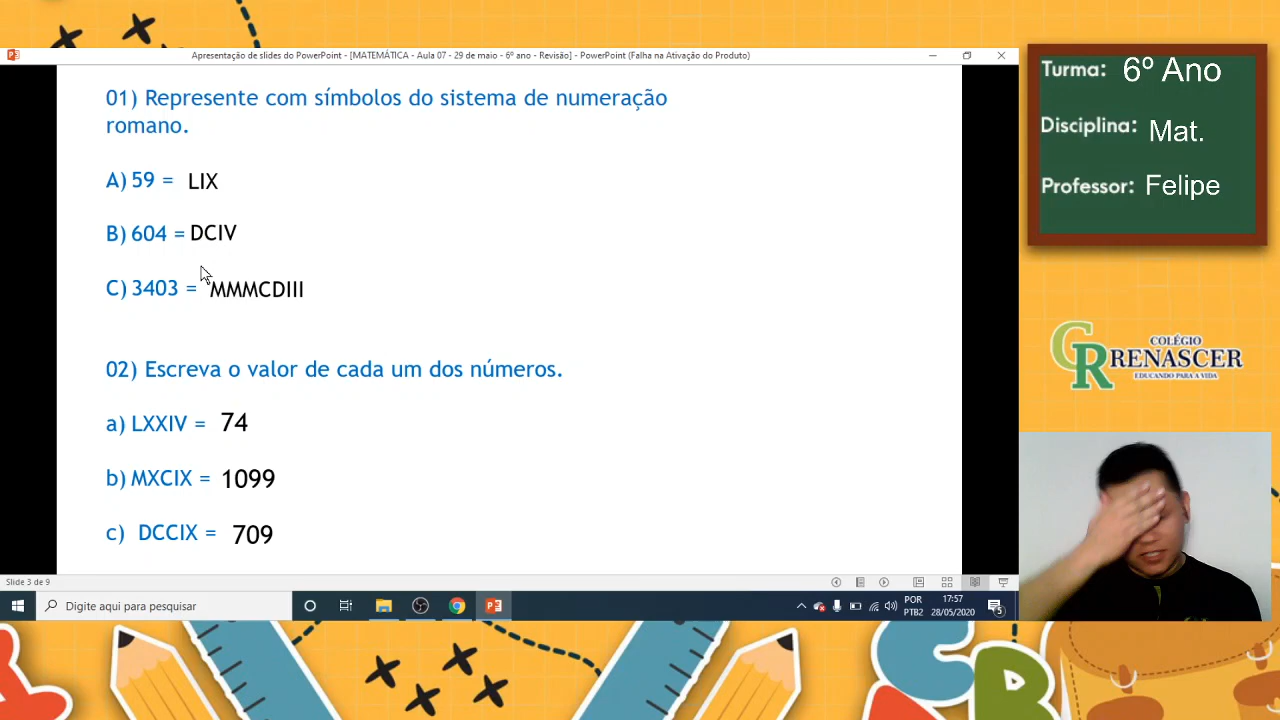 Apresentação de slides do PowerPoint - [MATEMÁTICA - Aula 07 - 29 de maio - 6º ano - Revisão] - PowerPoint (Falha na Ativação do Produto)
01) Represente com símbolos do sistema de numeração
romano.
A) 59 = LIX
B) 604 = DCIV
C) 3403 = MMMCDIII
02) Escreva o valor de cada um dos números.
a) LXXIV = 74
b) MXCIX = 1099
c) DCCIX = 709
Slide 3 de 9
Digite aqui para pesquisar
POR
PTB2
17:57
28/05/2020
5
Turma: 6º Ano
Disciplina: Mat.
Professor: Felipe
CR
COLÉGIO
RENASCER
EDUCANDO PARA A VIDA
C
B